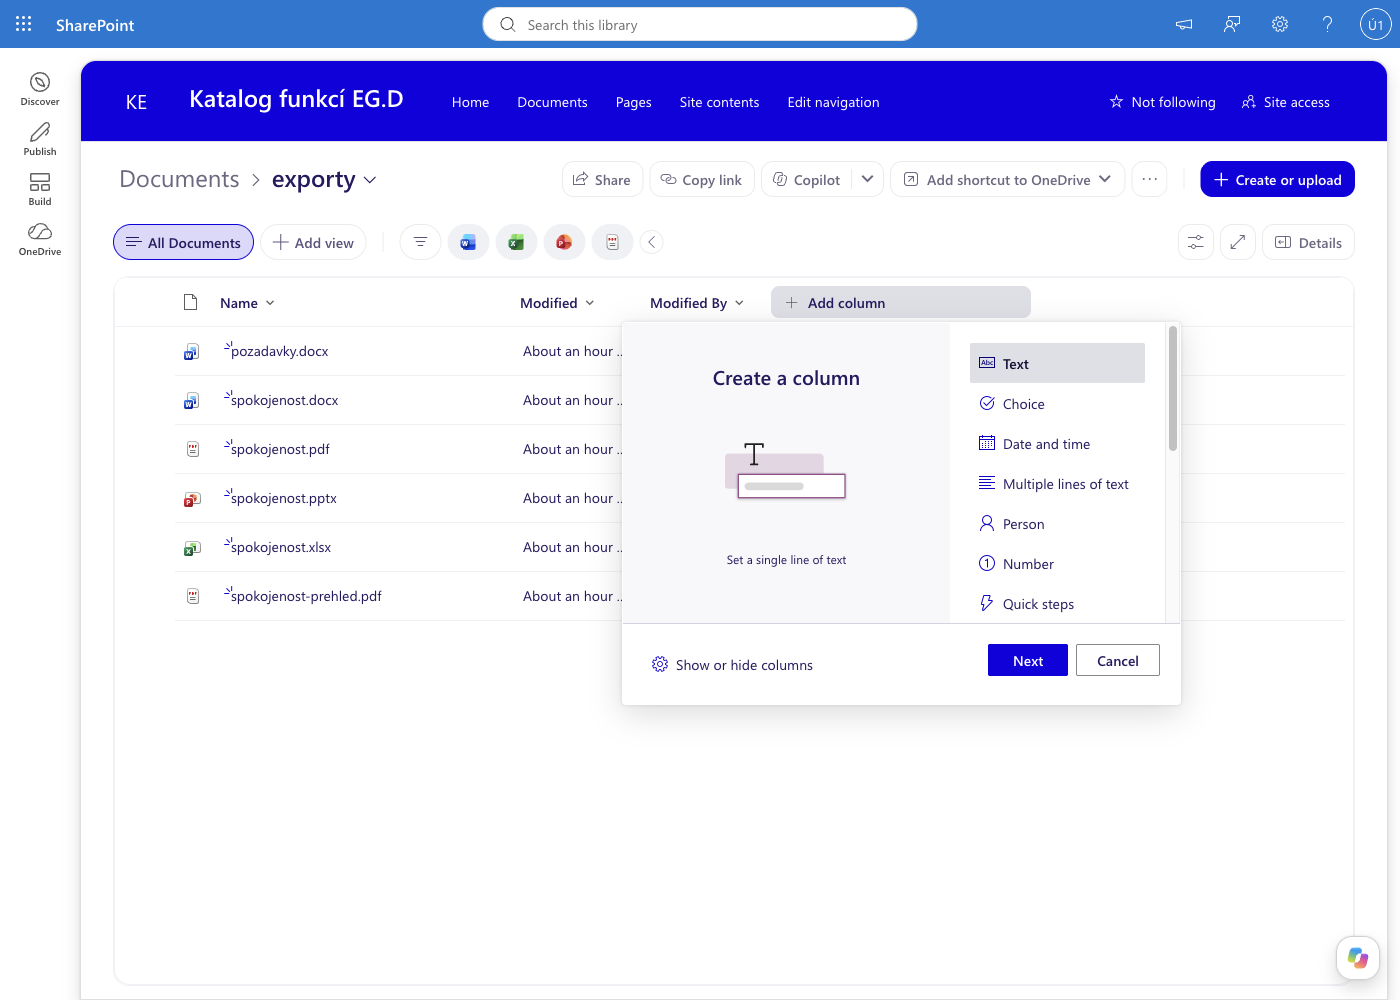 SharePoint
Search this library
Ú1
Discover
Publish
Build
OneDrive
KE
Katalog funkcí EG.D
Home
Documents
Pages
Site contents
Edit navigation
Not following
Site access
Documents > exporty
Share
Copy link
Copilot
Add shortcut to OneDrive
...
Create or upload
All Documents
Add view
Details
Name
Modified
Modified By
Add column
pozadavky.docx
About an hour ..
spokojenost.docx
About an hour ..
spokojenost.pdf
About an hour ..
spokojenost.pptx
About an hour ..
spokojenost.xlsx
About an hour ..
spokojenost-prehled.pdf
About an hour ..
Create a column
T
Set a single line of text
Abc
Text
Choice
Date and time
Multiple lines of text
Person
1
Number
Quick steps
Show or hide columns
Next
Cancel